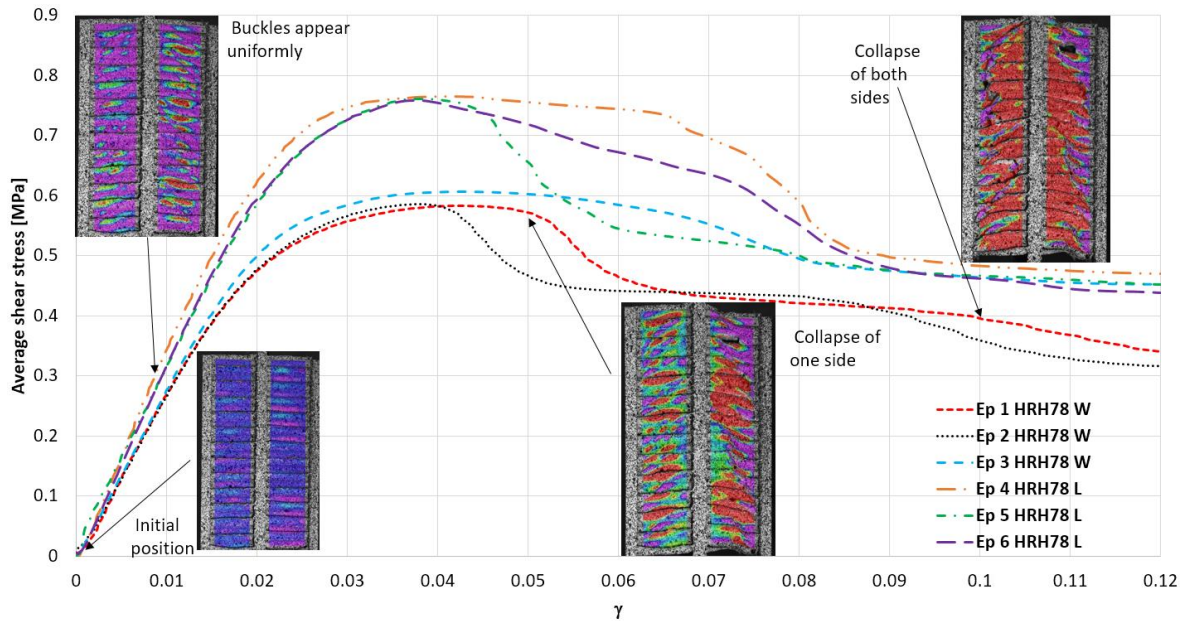 0.9
0.8
0.7
0.6
0.5
0.4
0.3
0.2
0.1
0
Average shear stress [MPa]
Buckles appear
uniformly
Collapse
of both
sides
Collapse of
one side
Initial
position
Ep 1 HRH78 W
Ep 2 HRH78 W
Ep 3 HRH78 W
Ep 4 HRH78 L
Ep 5 HRH78 L
Ep 6 HRH78 L
0 0.01 0.02 0.03 0.04 0.05 0.06 0.07 0.08 0.09 0.1 0.11 0.12
γ